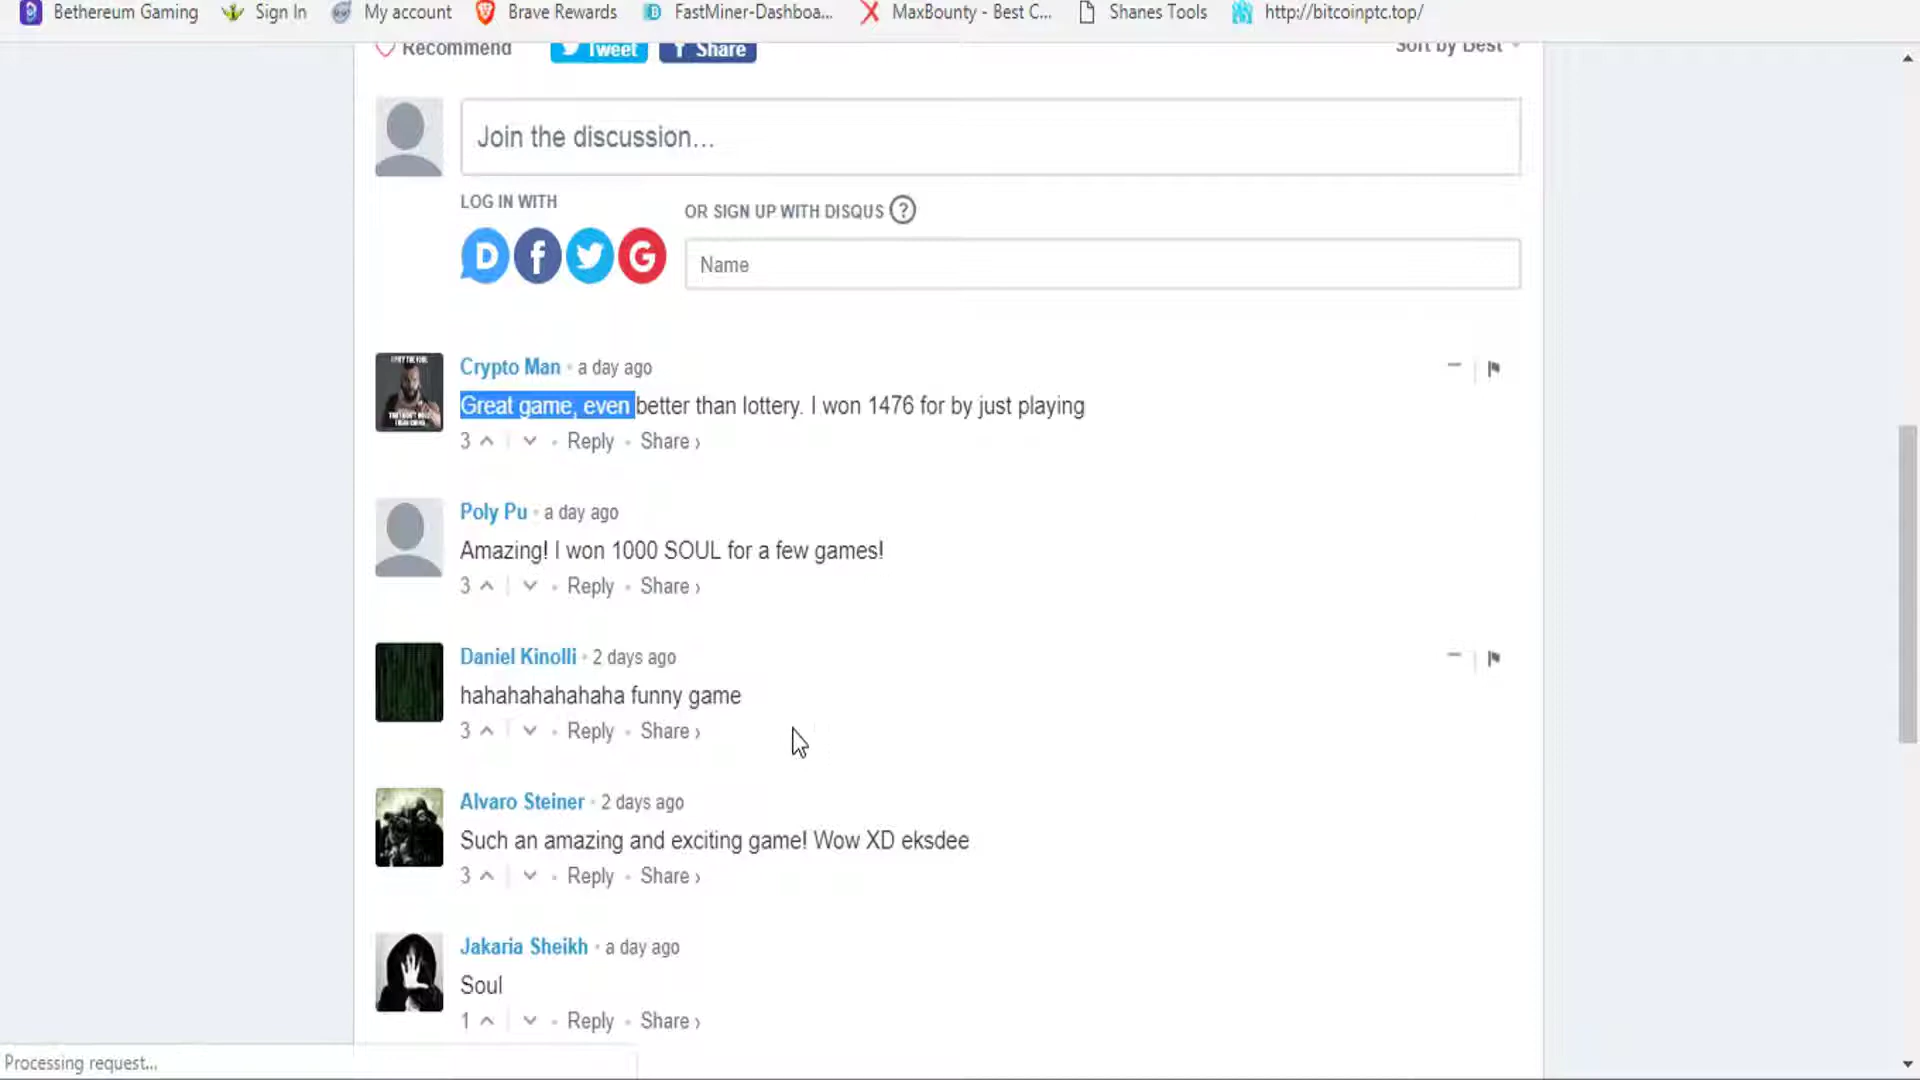 Bethereum Gaming Sign In My account Brave Rewards FastMiner-Dashboa... MaxBounty - Best C... Shanes Tools http://bitcoinptc.top/
Recommend Tweet f Share Sort by Best
Join the discussion...
LOG IN WITH
OR SIGN UP WITH DISQUS ?
D f G
Name
Crypto Man • a day ago
Great game, even better than lottery. I won 1476 for by just playing
3 Reply • Share ›
Poly Pu • a day ago
Amazing! I won 1000 SOUL for a few games!
3 Reply • Share ›
Daniel Kinolli • 2 days ago
hahahahahahaha funny game
3 Reply • Share ›
Alvaro Steiner • 2 days ago
Such an amazing and exciting game! Wow XD eksdee
3 Reply • Share ›
Jakaria Sheikh • a day ago
Soul
1 Reply • Share ›
Processing request...